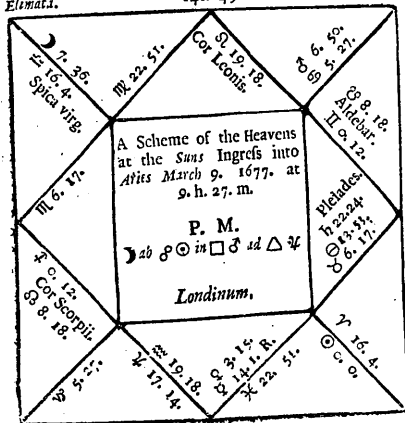 ☽ 7. 36.
♎ 16. 4.
Spica virg.
♏ 22. 51.
♌ 19. 18.
Cor Leonis.
♂ 6. 50.
♋ 5. 27.
☋ 8. 18.
Aldebar.
♊ 0. 12.
A Scheme of the Heavens
at the Suns Ingress into
Aries March 9. 1677. at
9. h. 27. m.
P. M.
☽ ab ☍ ☉ in □ ♂ ad △ ♃
Londinum,
♏ 6. 17.
Pleiades.
♄ 22.24.
⊖ 13. 53.
♉ 6. 17.
♐ 0. 12.
Cor Scorpii.
☊ 8. 18.
♑ 5. 27.
♒ 19. 18.
♃ 17. 14.
♀ 3. 15.
☿ 14. 1. R.
♓ 22. 51.
♈ 16. 4.
☉ 0. 0.